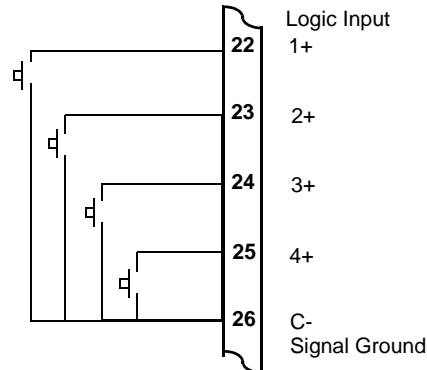 Logic Input
22 1+
23 2+
24 3+
25 4+
26 C-
Signal Ground